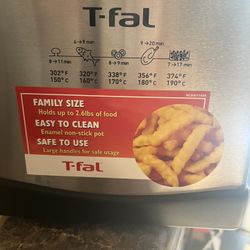 T-fal
6→9 min 9→20 min
8→11 min 5→9 min 7→17 min
302°F 320°F 338°F 356°F 374°F
150°C 160°C 170°C 180°C 190°C
FAMILY SIZE
Holds up to 2.6lbs of food
EASY TO CLEAN
Enamel non-stick pot
SAFE TO USE
Large handles for safe usage
T-fal